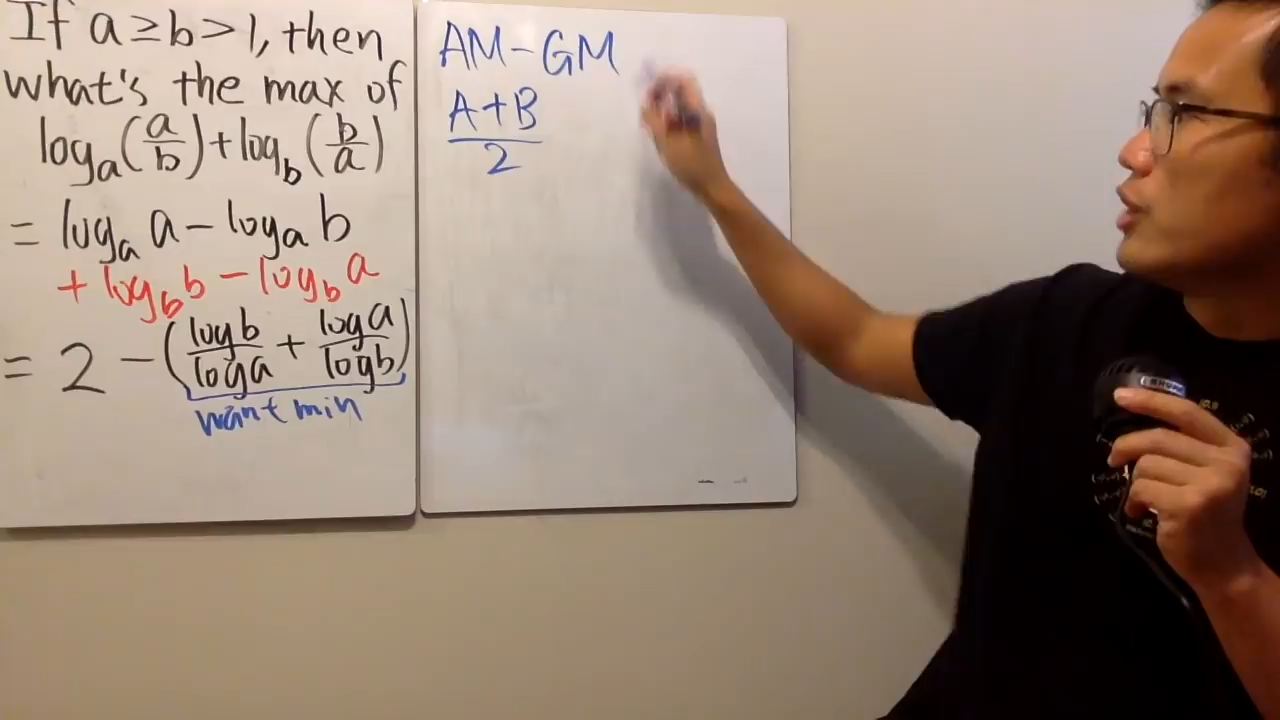 If a ≥ b > 1, then
what's the max of
log_a(a/b) + log_b(b/a)
= log_a a − log_a b
+ log_b b − log_b a
= 2 − (log b/log a + log a/log b)
want min
AM − GM
A + B
2